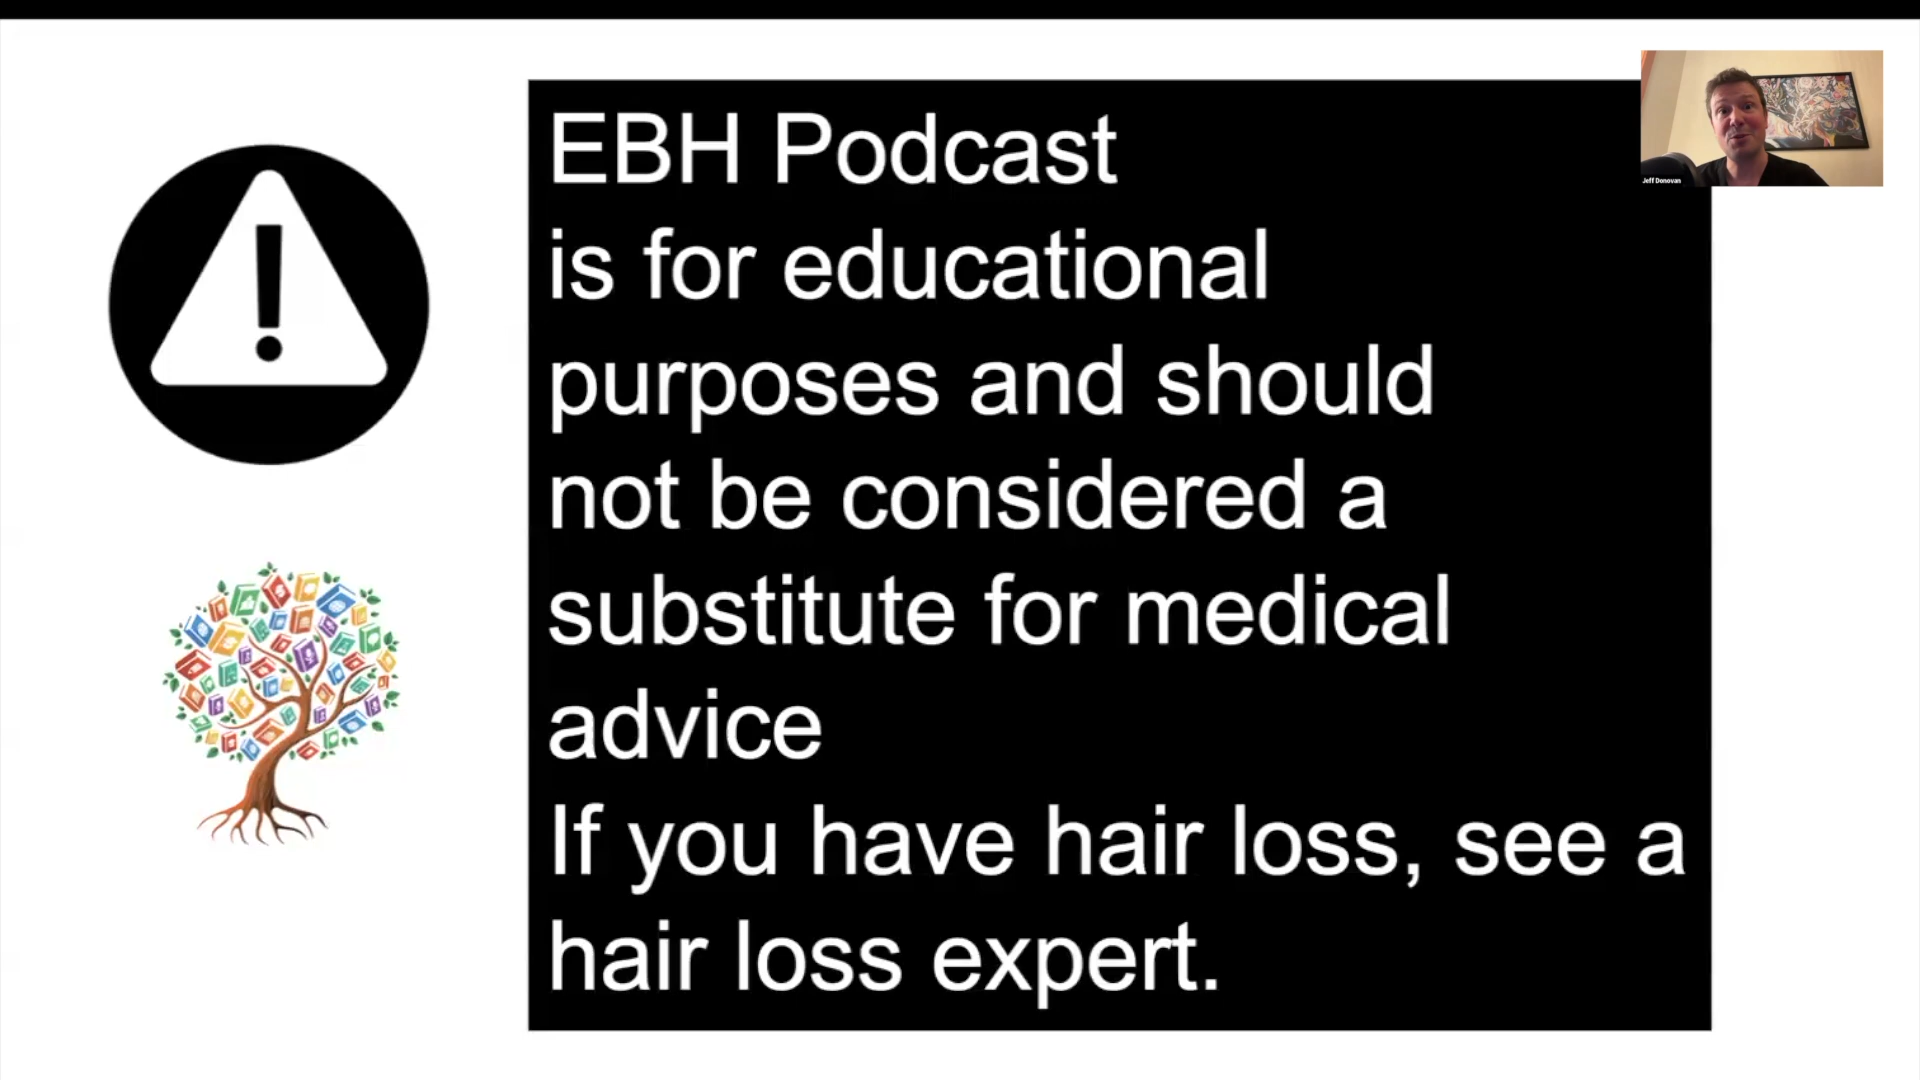 EBH Podcast
is for educational
purposes and should
not be considered a
substitute for medical
advice
If you have hair loss, see a
hair loss expert.
Jeff Donovan